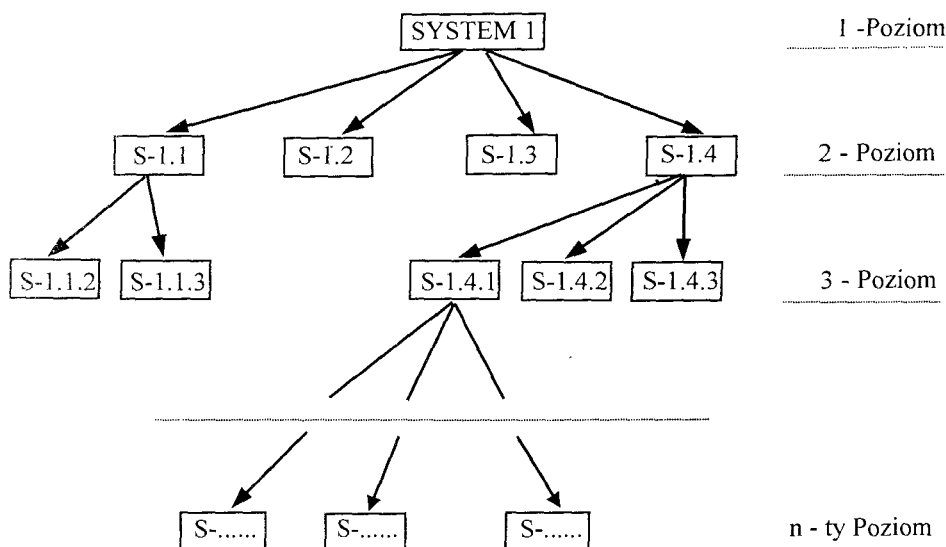 SYSTEM 1
1 -Poziom
S-1.1
S-1.2
S-1.3
S-1.4
2 - Poziom
S-1.1.2
S-1.1.3
S-1.4.1
S-1.4.2
S-1.4.3
3 - Poziom
S-......
S-......
S-......
n - ty Poziom